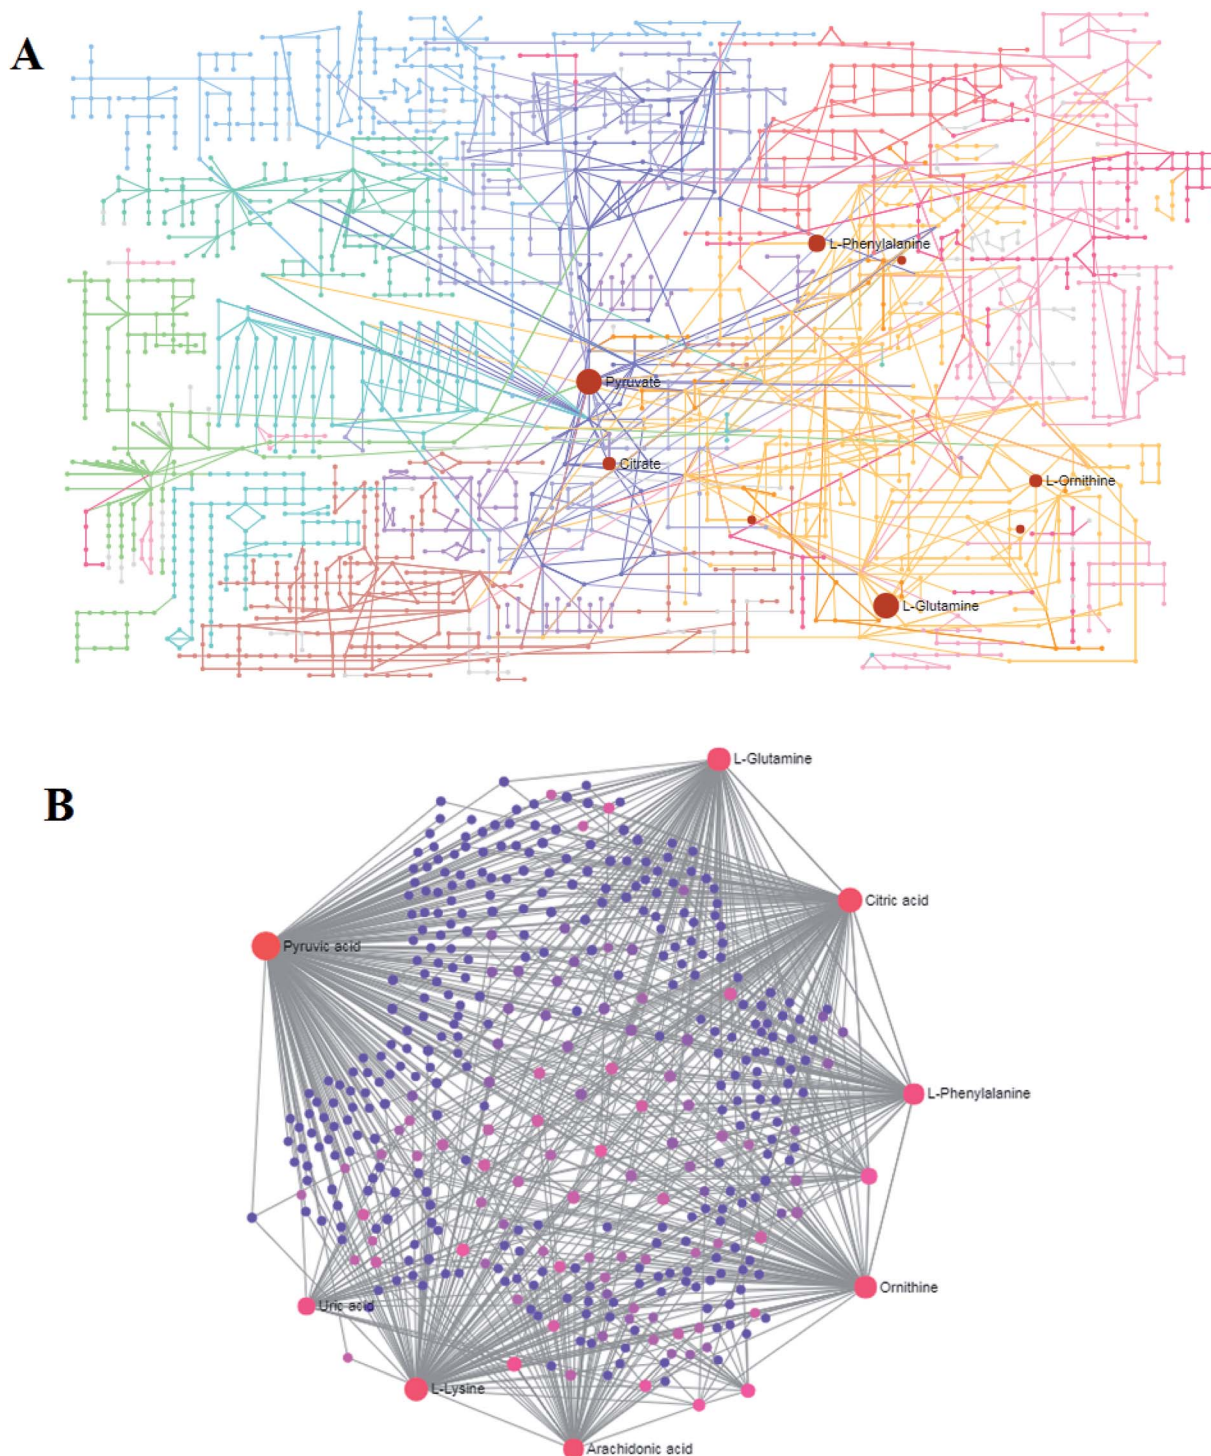 A
L-Phenylalanine
Pyruvate
Citrate
L-Ornithine
L-Glutamine
B
L-Glutamine
Citric acid
Pyruvic acid
L-Phenylalanine
Ornithine
Uric acid
L-Lysine
Arachidonic acid